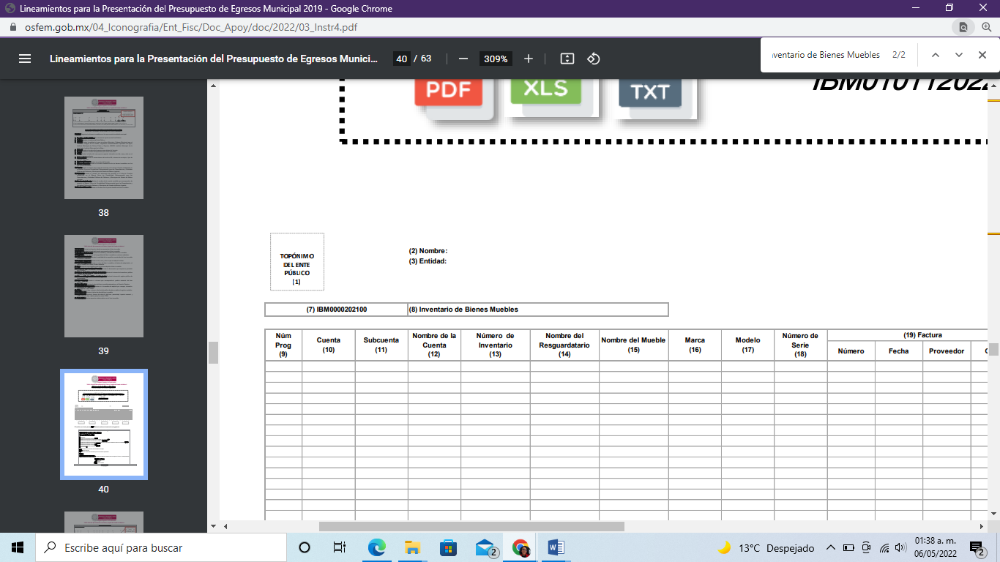 Lineamientos para la Presentación del Presupuesto de Egresos Municipal 2019 - Google Chrome
osfem.gob.mx/04_Iconografia/Ent_Fisc/Doc_Apoy/doc/2022/03_Instr4.pdf
Lineamientos para la Presentación del Presupuesto de Egresos Munici... 40 / 63 309%
ventario de Bienes Muebles 2/2
38
39
40
PDF XLS TXT
IBM010112022
TOPÓNIMO
DEL ENTE
PÚBLICO
(1)
(2) Nombre:
(3) Entidad:
(7) IBM0000202100 (8) Inventario de Bienes Muebles
Núm Prog (9) Cuenta (10) Subcuenta (11) Nombre de la Cuenta (12) Número de Inventario (13) Nombre del Resguardatario (14) Nombre del Mueble (15) Marca (16) Modelo (17) Número de Serie (18) (19) Factura
Número Fecha Proveedor
Escribe aquí para buscar
2
13°C Despejado
01:38 a. m.
06/05/2022
2